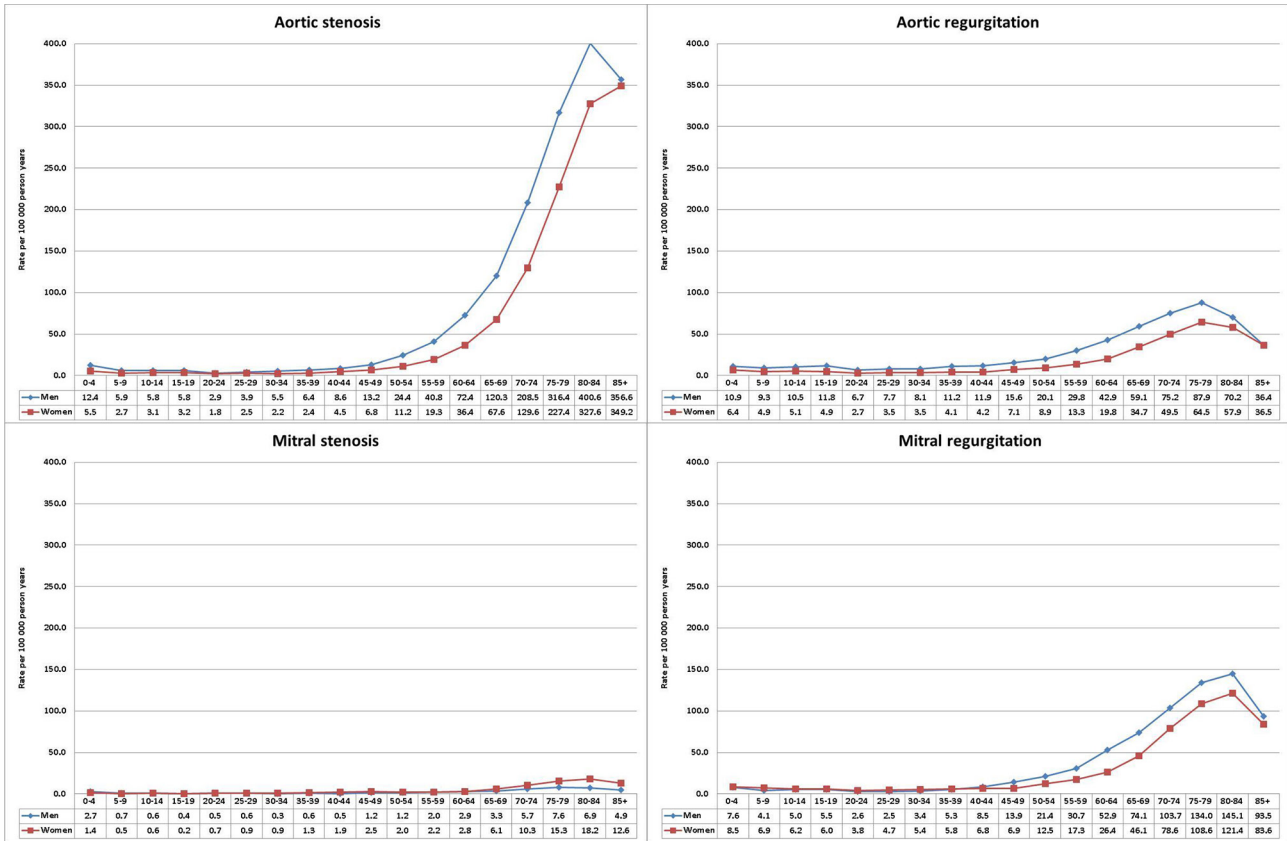 Aortic stenosis
400.0
350.0
300.0
250.0
200.0
150.0
100.0
50.0
0.0
Rate per 100 000 person years
0-4 5-9 10-14 15-19 20-24 25-29 30-34 35-39 40-44 45-49 50-54 55-59 60-64 65-69 70-74 75-79 80-84 85+
Men 12.4 5.9 5.8 5.8 2.9 3.9 5.5 6.4 8.6 13.2 24.4 40.8 72.4 120.3 208.5 316.4 400.6 356.6
Women 5.5 2.7 3.1 3.2 1.8 2.5 2.2 2.4 4.5 6.8 11.2 19.3 36.4 67.6 129.6 227.4 327.6 349.2
Aortic regurgitation
400.0
350.0
300.0
250.0
200.0
150.0
100.0
50.0
0.0
Rate per 100 000 person years
0-4 5-9 10-14 15-19 20-24 25-29 30-34 35-39 40-44 45-49 50-54 55-59 60-64 65-69 70-74 75-79 80-84 85+
Men 10.9 9.3 10.5 11.8 6.7 7.7 8.1 11.2 11.9 15.6 20.1 29.8 42.9 59.1 75.2 87.9 70.2 36.4
Women 6.4 4.9 5.1 4.9 2.7 3.5 3.5 4.1 4.2 7.1 8.9 13.3 19.8 34.7 49.5 64.5 57.9 36.5
Mitral stenosis
400.0
350.0
300.0
250.0
200.0
150.0
100.0
50.0
0.0
Rate per 100 000 person years
0-4 5-9 10-14 15-19 20-24 25-29 30-34 35-39 40-44 45-49 50-54 55-59 60-64 65-69 70-74 75-79 80-84 85+
Men 2.7 0.7 0.6 0.4 0.5 0.6 0.3 0.6 0.5 1.2 1.2 2.0 2.9 3.3 5.7 7.6 6.9 4.9
Women 1.4 0.5 0.6 0.2 0.7 0.9 0.9 1.3 1.9 2.5 2.0 2.2 2.8 6.1 10.3 15.3 18.2 12.6
Mitral regurgitation
400.0
350.0
300.0
250.0
200.0
150.0
100.0
50.0
0.0
Rate per 100 000 person years
0-4 5-9 10-14 15-19 20-24 25-29 30-34 35-39 40-44 45-49 50-54 55-59 60-64 65-69 70-74 75-79 80-84 85+
Men 7.6 4.1 5.0 5.5 2.6 2.5 3.4 5.3 8.5 13.9 21.4 30.7 52.9 74.1 103.7 134.0 145.1 93.5
Women 8.5 6.9 6.2 6.0 3.8 4.7 5.4 5.8 6.8 6.9 12.5 17.3 26.4 46.1 78.6 108.6 121.4 83.6